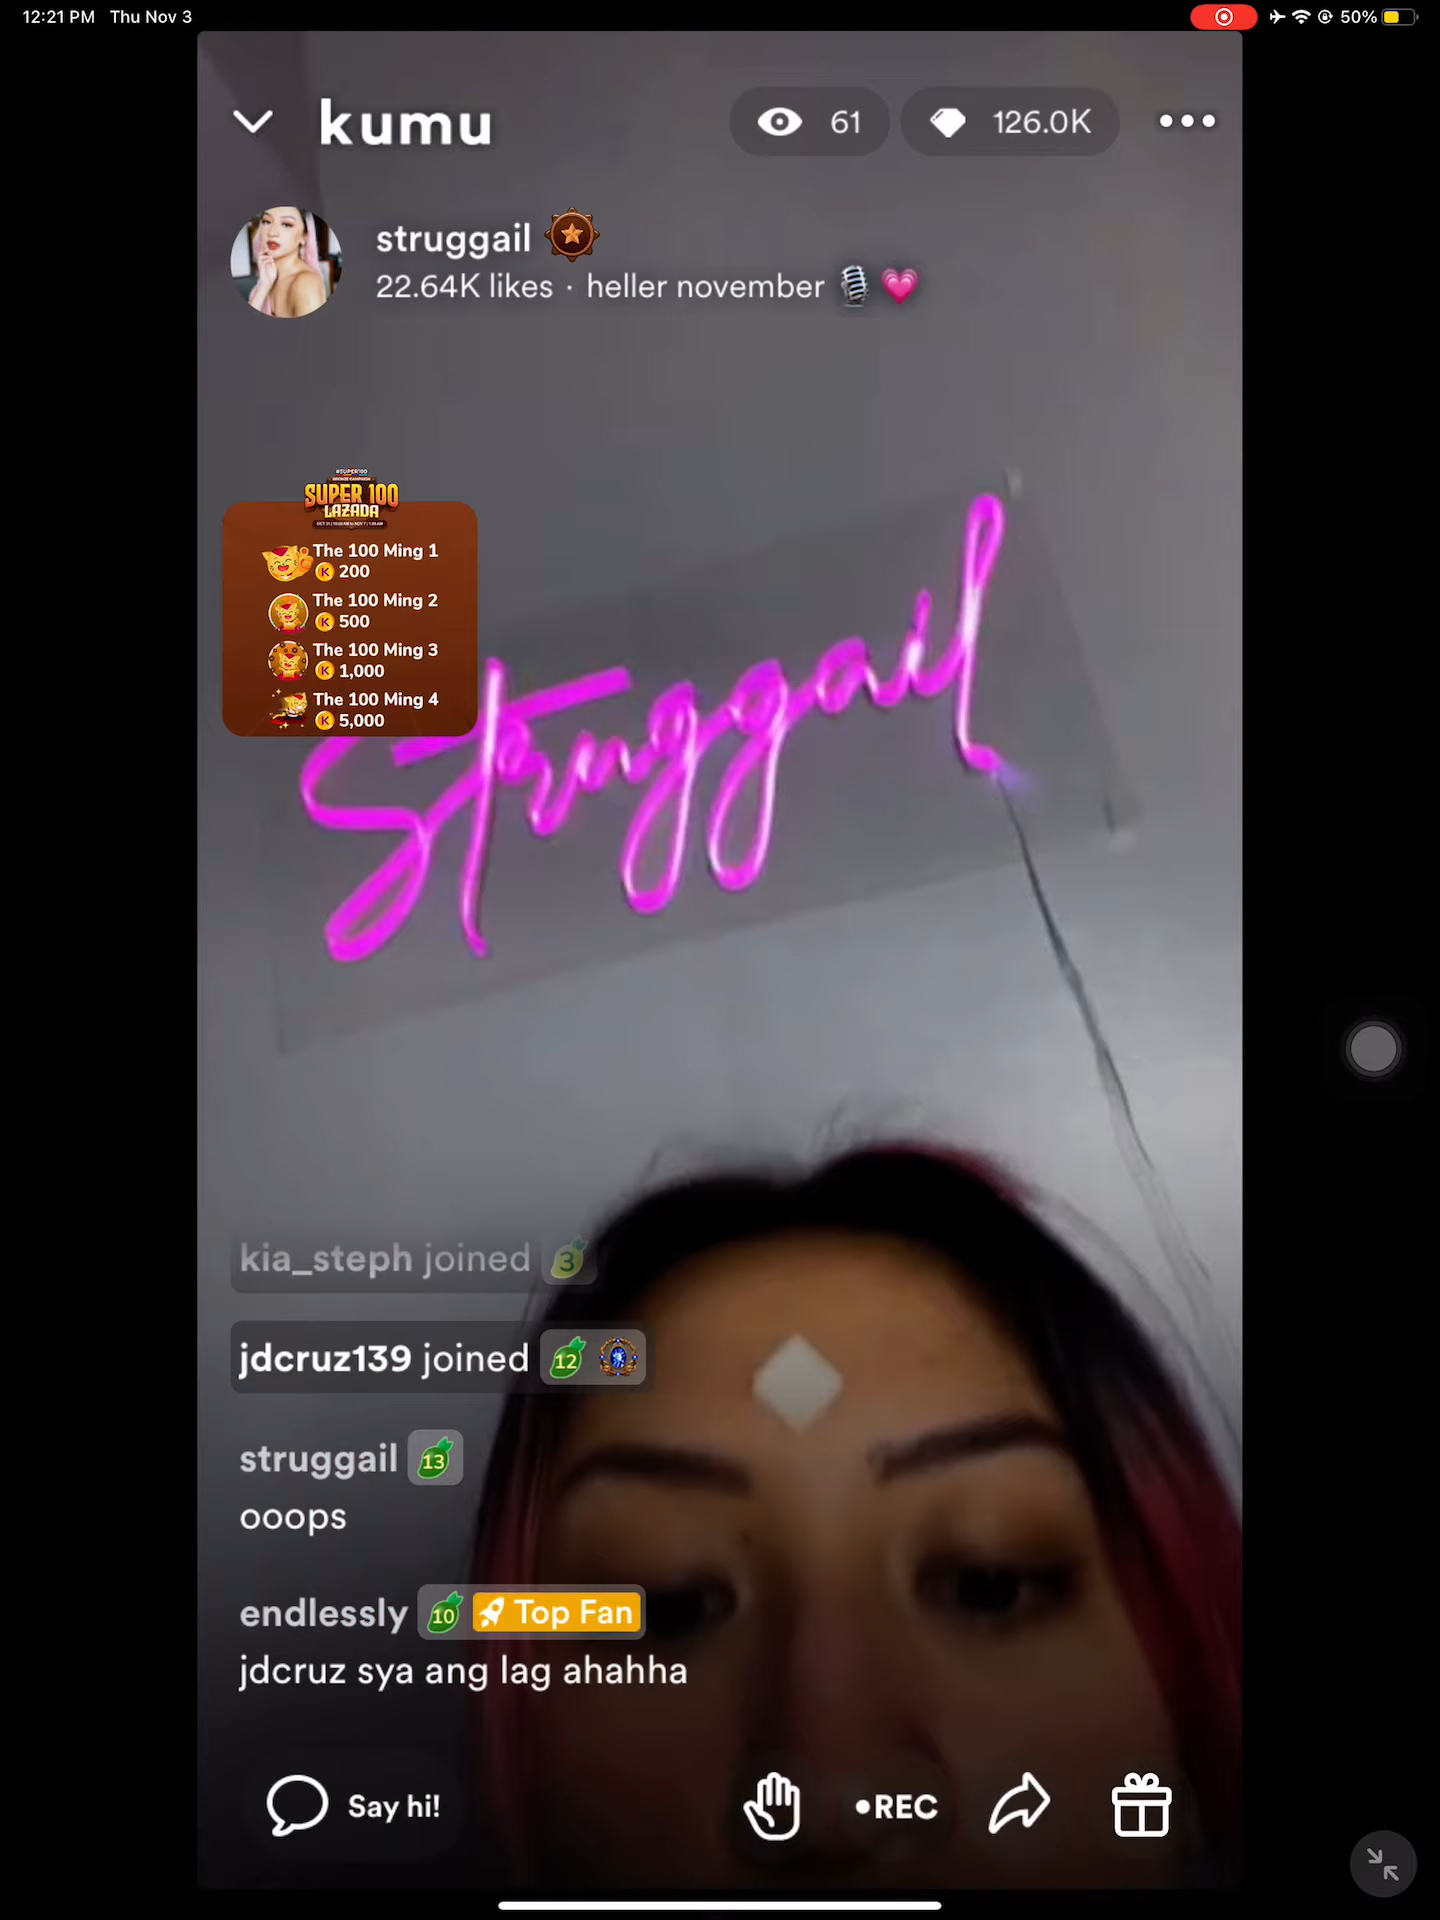 12:21 PM Thu Nov 3
50%
kumu
61
126.0K
struggail
22.64K likes · heller november 🎙️ 💗
#SUPER100
BRONZE CAMPAIGN
SUPER 100
LAZADA
The 100 Ming 1
K 200
The 100 Ming 2
K 500
The 100 Ming 3
K 1,000
The 100 Ming 4
K 5,000
Struggail
kia_steph joined 3
jdcruz139 joined 12
struggail 13
ooops
endlessly 10 Top Fan
jdcruz sya ang lag ahahha
Say hi!
•REC